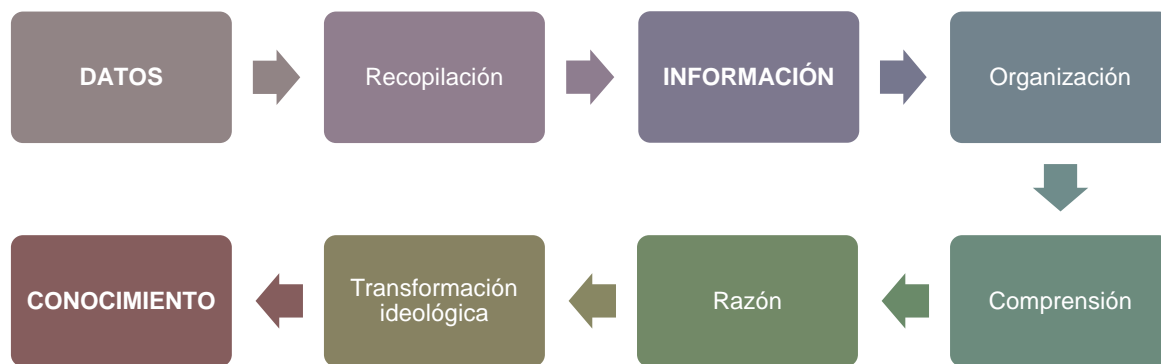 DATOS
Recopilación
INFORMACIÓN
Organización
Comprensión
Razón
Transformación
ideológica
CONOCIMIENTO